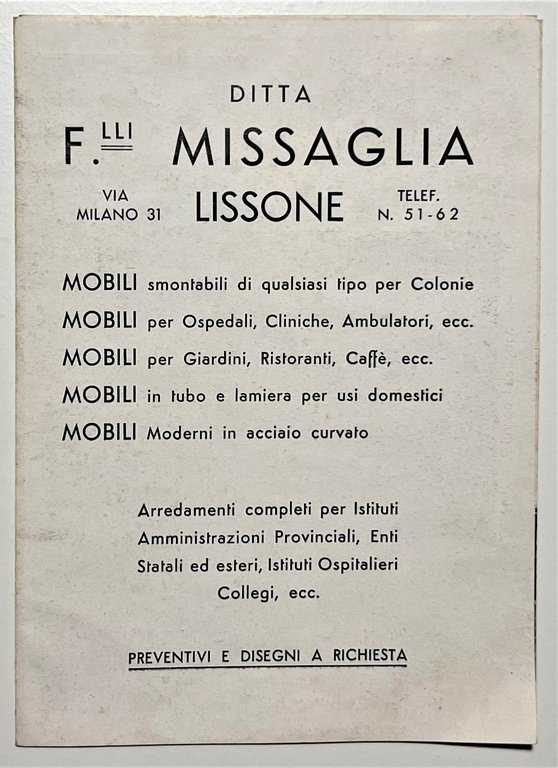 DITTA
F.LLI MISSAGLIA
VIA
MILANO 31
LISSONE
TELEF.
N. 51-62
MOBILI smontabili di qualsiasi tipo per Colonie
MOBILI per Ospedali, Cliniche, Ambulatori, ecc.
MOBILI per Giardini, Ristoranti, Caffè, ecc.
MOBILI in tubo e lamiera per usi domestici
MOBILI Moderni in acciaio curvato
Arredamenti completi per Istituti
Amministrazioni Provinciali, Enti
Statali ed esteri, Istituti Ospitalieri
Collegi, ecc.
PREVENTIVI E DISEGNI A RICHIESTA